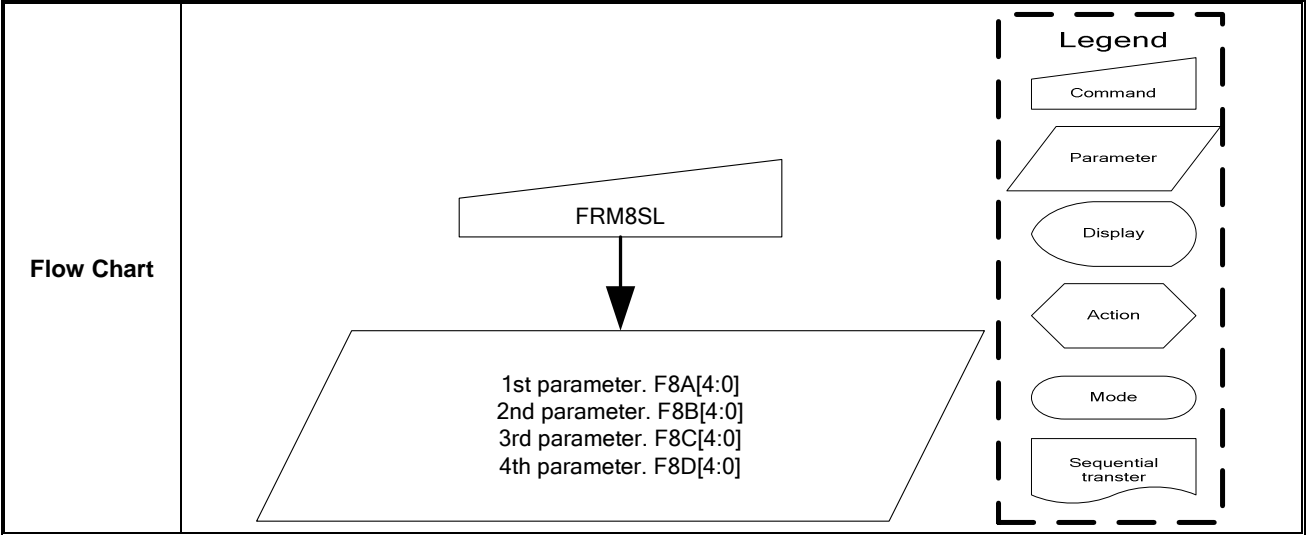 Flow Chart
FRM8SL
1st parameter. F8A[4:0]
2nd parameter. F8B[4:0]
3rd parameter. F8C[4:0]
4th parameter. F8D[4:0]
Legend
Command
Parameter
Display
Action
Mode
Sequential
transter